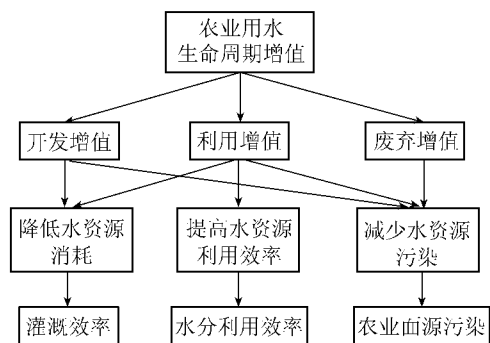 农业用水
生命周期增值
开发增值
利用增值
废弃增值
降低水资源
消耗
提高水资源
利用效率
减少水资源
污染
灌溉效率
水分利用效率
农业面源污染